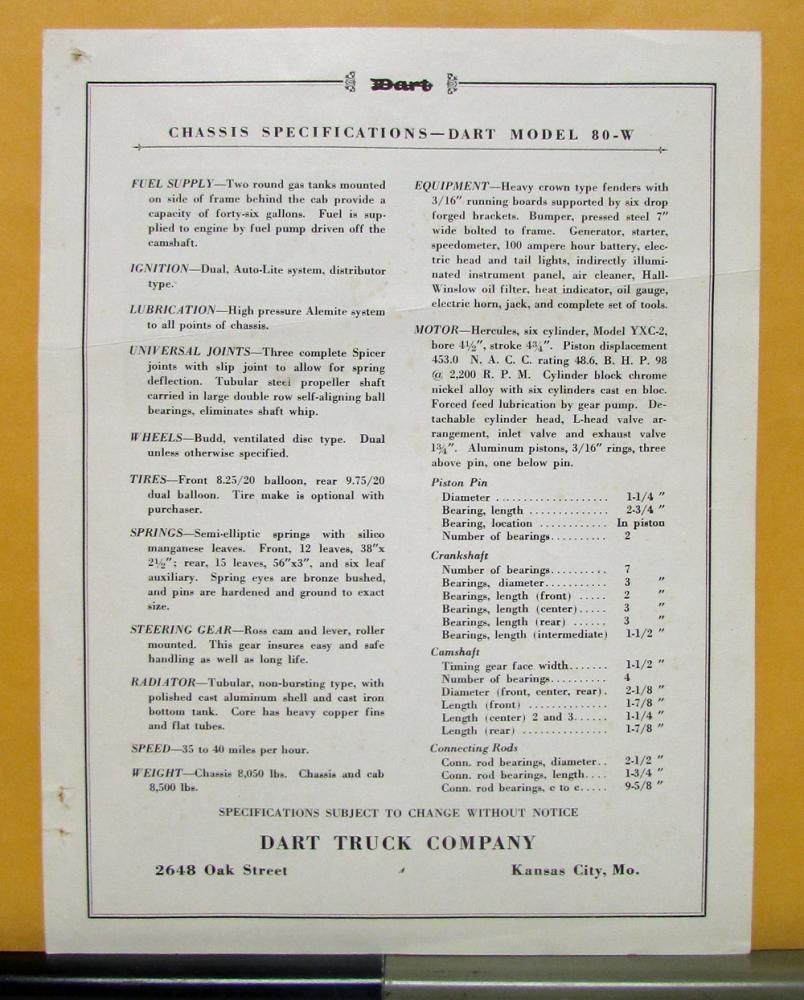 Dart
CHASSIS SPECIFICATIONS—DART MODEL 80-W
FUEL SUPPLY—Two round gas tanks mounted
on side of frame behind the cab provide a
capacity of forty-six gallons. Fuel is sup-
plied to engine by fuel pump driven off the
camshaft.
IGNITION—Dual, Auto-Lite system, distributor
type.
LUBRICATION—High pressure Alemite system
to all points of chassis.
UNIVERSAL JOINTS—Three complete Spicer
joints with slip joint to allow for spring
deflection. Tubular steel propeller shaft
carried in large double row self-aligning ball
bearings, eliminates shaft whip.
WHEELS—Budd, ventilated disc type. Dual
unless otherwise specified.
TIRES—Front 8.25/20 balloon, rear 9.75/20
dual balloon. Tire make is optional with
purchaser.
SPRINGS—Semi-elliptic springs with silico
manganese leaves. Front, 12 leaves, 38"x
2½"; rear, 15 leaves, 56"x3", and six leaf
auxiliary. Spring eyes are bronze bushed,
and pins are hardened and ground to exact
size.
STEERING GEAR—Ross cam and lever, roller
mounted. This gear insures easy and safe
handling as well as long life.
RADIATOR—Tubular, non-bursting type, with
polished cast aluminum shell and cast iron
bottom tank. Core has heavy copper fins
and flat tubes.
SPEED—35 to 40 miles per hour.
WEIGHT—Chassis 8,050 lbs. Chassis and cab
8,500 lbs.
EQUIPMENT—Heavy crown type fenders with
3/16" running boards supported by six drop
forged brackets. Bumper, pressed steel 7"
wide bolted to frame. Generator, starter,
speedometer, 100 ampere hour battery, elec-
tric head and tail lights, indirectly illumi-
nated instrument panel, air cleaner, Hall-
Winslow oil filter, heat indicator, oil gauge,
electric horn, jack, and complete set of tools.
MOTOR—Hercules, six cylinder, Model YXC-2,
bore 4½", stroke 4¾". Piston displacement
453.0 N. A. C. C. rating 48.6, B. H. P. 98
@ 2,200 R. P. M. Cylinder block chrome
nickel alloy with six cylinders cast en bloc.
Forced feed lubrication by gear pump. De-
tachable cylinder head, L-head valve ar-
rangement, inlet valve and exhaust valve
1¾". Aluminum pistons, 3/16" rings, three
above pin, one below pin.
Piston Pin
Diameter ................... 1-1/4 "
Bearing, length .............. 2-3/4 "
Bearing, location ............ In piston
Number of bearings.......... 2
Crankshaft
Number of bearings.......... 7
Bearings, diameter........... 3 "
Bearings, length (front) ..... 2 "
Bearings, length (center)..... 3 "
Bearings, length (rear) ...... 3 "
Bearings, length (intermediate) 1-1/2 "
Camshaft
Timing gear face width....... 1-1/2 "
Number of bearings.......... 4
Diameter (front, center, rear). 2-1/8 "
Length (front) .............. 1-7/8 "
Length (center) 2 and 3...... 1-1/4 "
Length (rear) ............... 1-7/8 "
Connecting Rods
Conn. rod bearings, diameter.. 2-1/2 "
Conn. rod bearings, length.... 1-3/4 "
Conn. rod bearings, c to c..... 9-5/8 "
SPECIFICATIONS SUBJECT TO CHANGE WITHOUT NOTICE
DART TRUCK COMPANY
2648 Oak Street Kansas City, Mo.